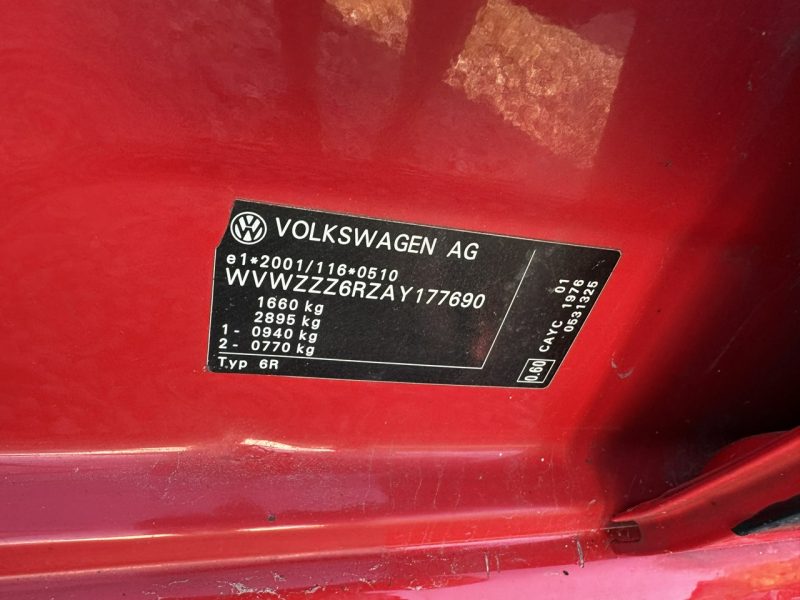 VOLKSWAGEN AG
e1*2001/116*0510
WVWZZZ6RZAY177690
1660 kg
2895 kg
1 - 0940 kg
2 - 0770 kg
Typ 6R
01
CAYC 1976
0531325
0.60